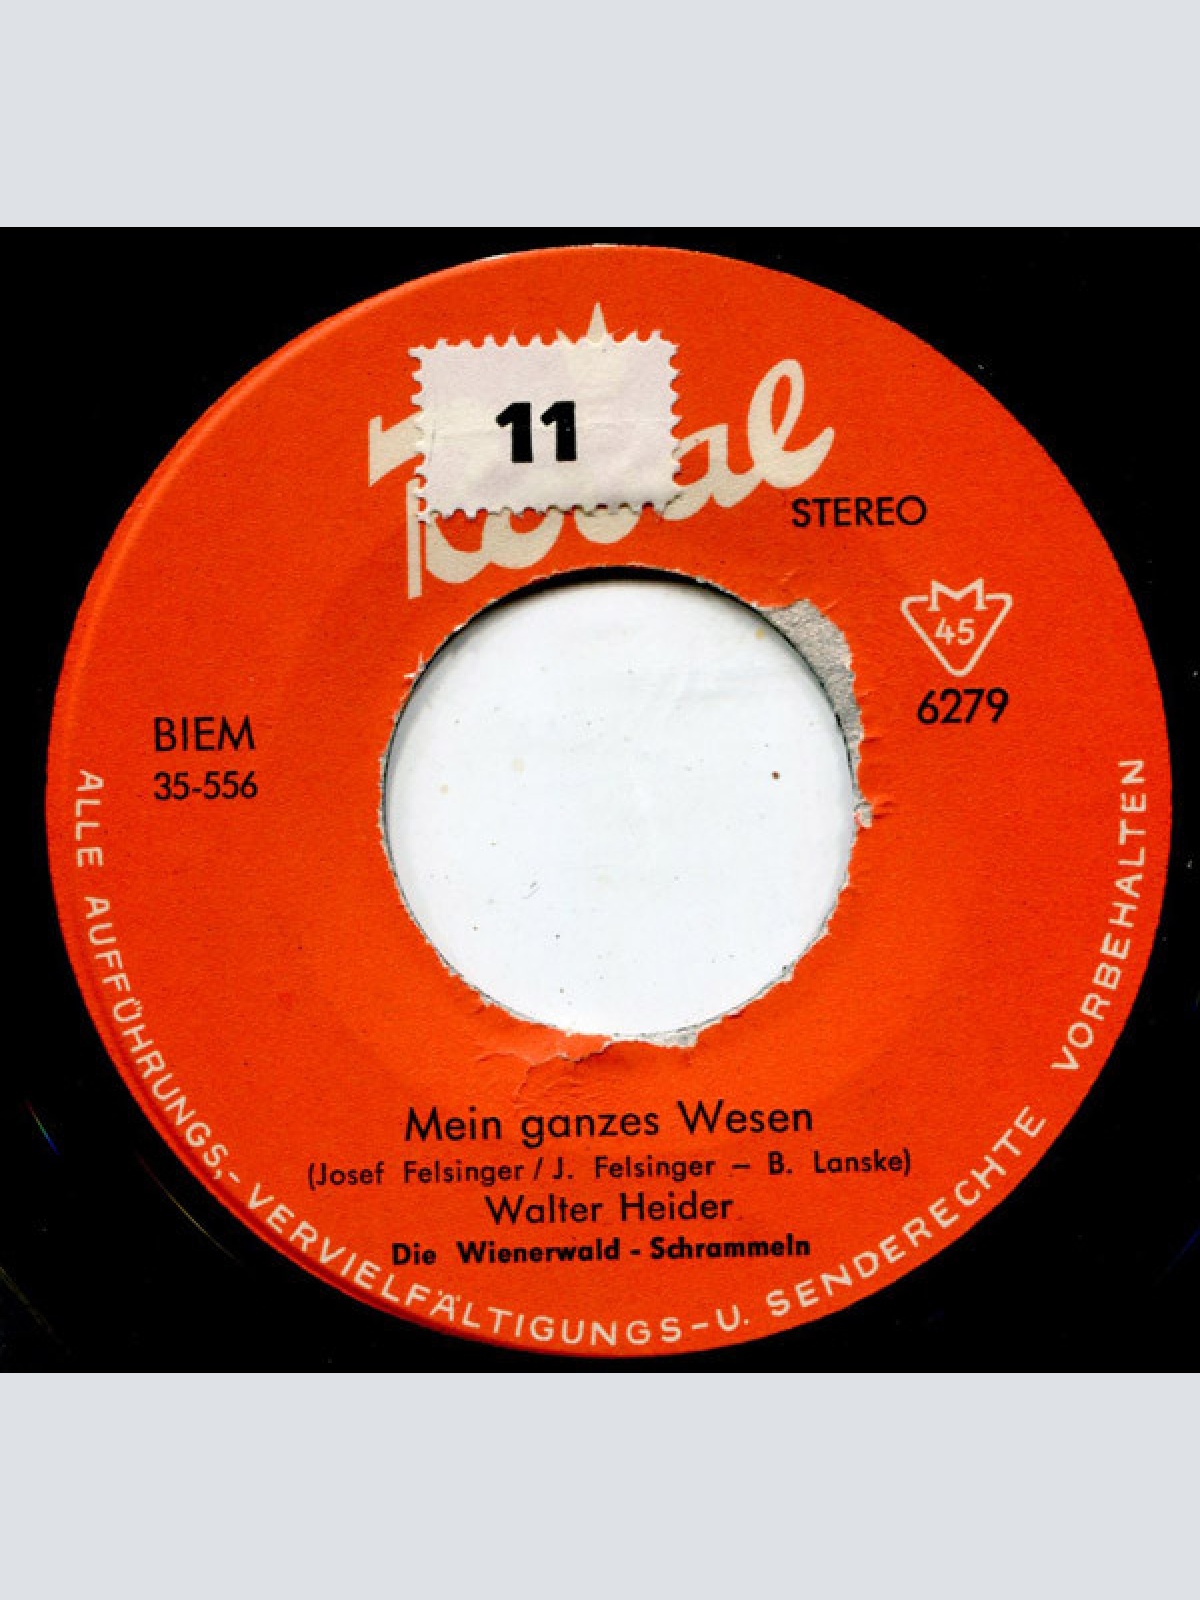 11
STEREO
45
6279
BIEM
35-556
Mein ganzes Wesen
(Josef Felsinger / J. Felsinger – B. Lanske)
Walter Heider
Die Wienerwald - Schrammeln
ALLE AUFFÜHRUNGS,- VERVIELFÄLTIGUNGS-U. SENDERECHTE VORBEHALTEN